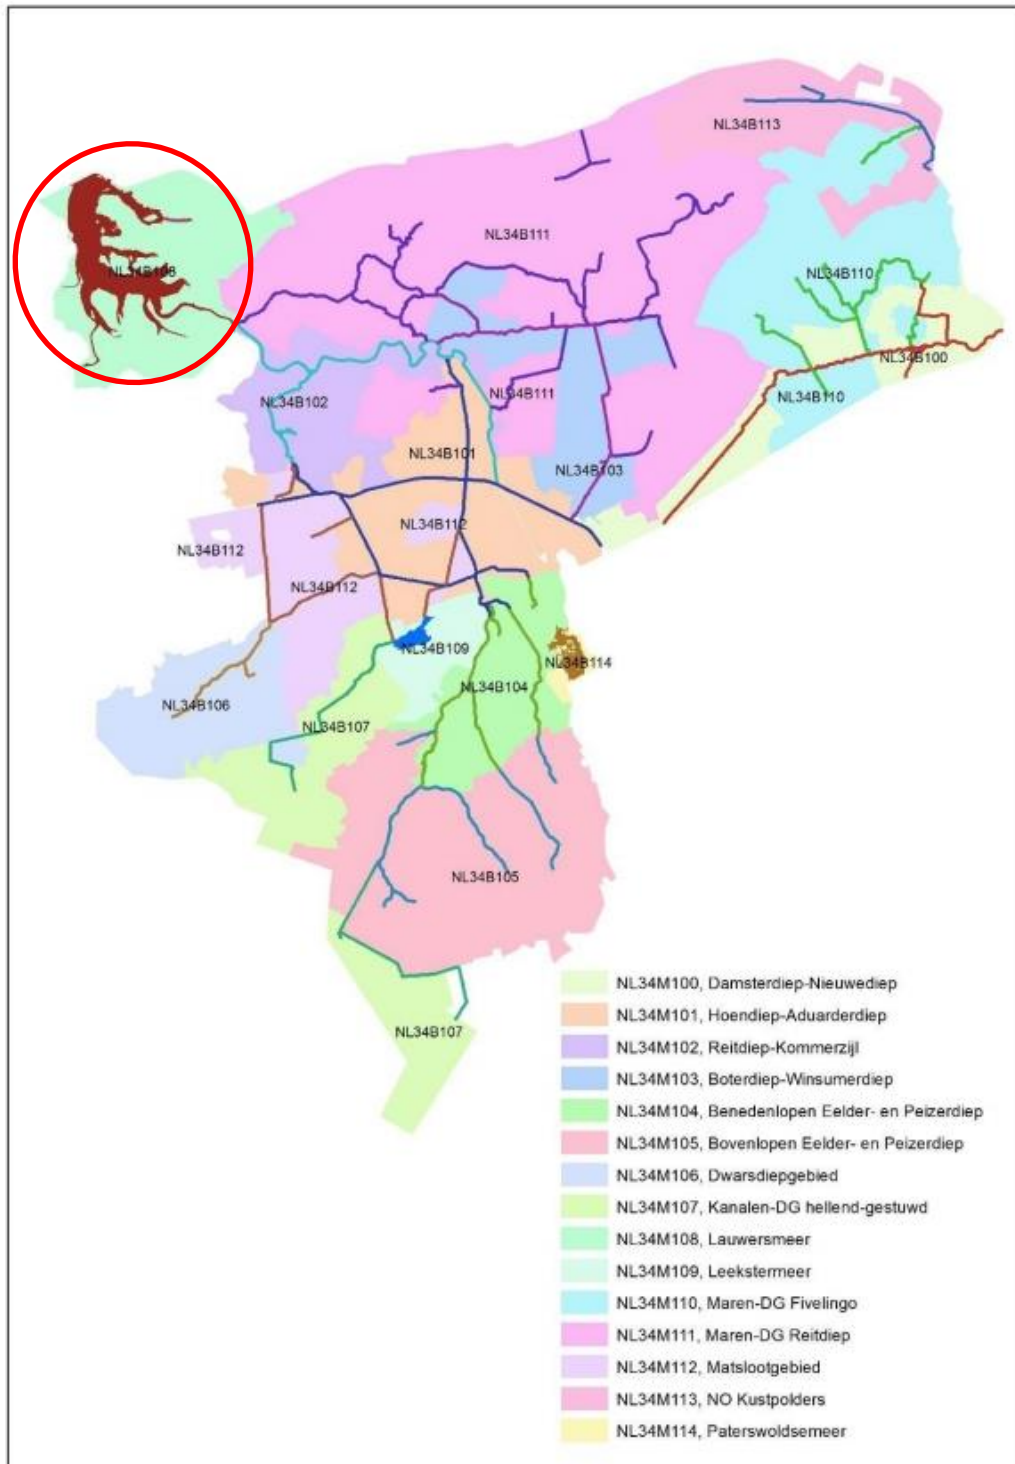 NL34B113
NL34B111
NL34B108
NL34B110
NL34B100
NL34B102
NL34B111
NL34B110
NL34B101
NL34B103
NL34B112
NL34B112
NL34B112
NL34B109
NL34B114
NL34B104
NL34B106
NL34B107
NL34B105
NL34B107
NL34M100, Damsterdiep-Nieuwediep
NL34M101, Hoendiep-Aduarderdiep
NL34M102, Reitdiep-Kommerzijl
NL34M103, Boterdiep-Winsumerdiep
NL34M104, Benedenlopen Eelder- en Peizerdiep
NL34M105, Bovenlopen Eelder- en Peizerdiep
NL34M106, Dwarsdiepgebied
NL34M107, Kanalen-DG hellend-gestuwd
NL34M108, Lauwersmeer
NL34M109, Leekstermeer
NL34M110, Maren-DG Fivelingo
NL34M111, Maren-DG Reitdiep
NL34M112, Matslootgebied
NL34M113, NO Kustpolders
NL34M114, Paterswoldsemeer